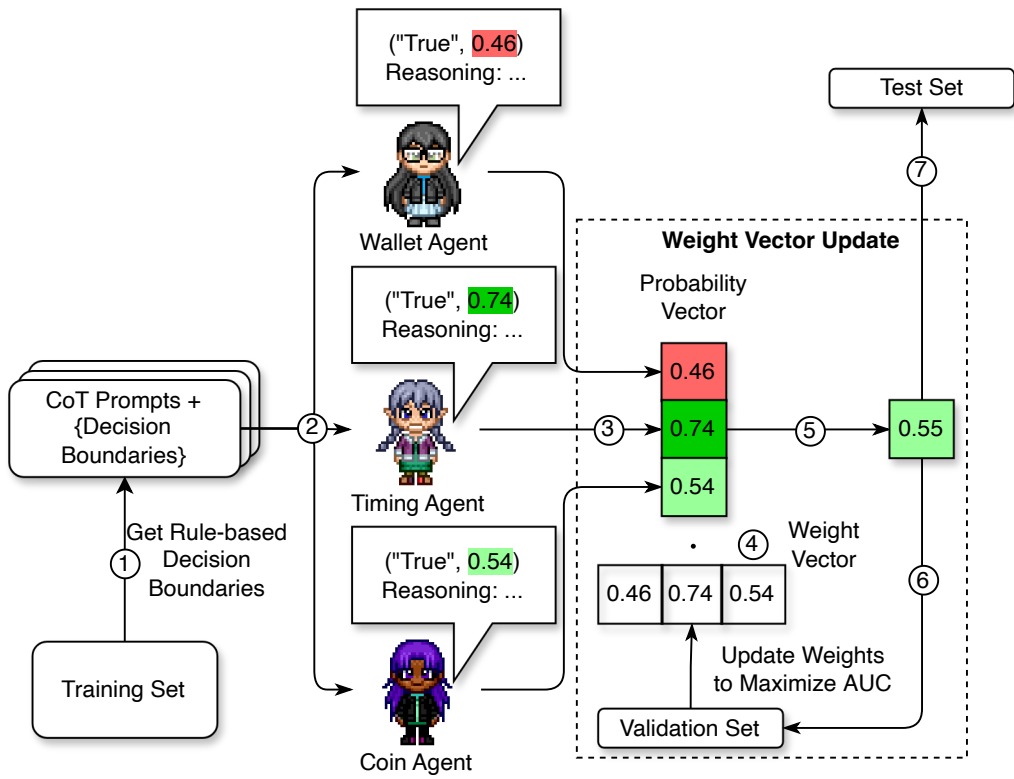 ("True", 0.46)
Reasoning: ...
Wallet Agent
("True", 0.74)
Reasoning: ...
Timing Agent
("True", 0.54)
Reasoning: ...
Coin Agent
CoT Prompts +
{Decision
Boundaries}
1
Get Rule-based
Decision
Boundaries
Training Set
2
3
Weight Vector Update
Probability
Vector
0.46
0.74
0.54
.
4
Weight
Vector
0.46 0.74 0.54
Update Weights
to Maximize AUC
Validation Set
5
0.55
6
7
Test Set